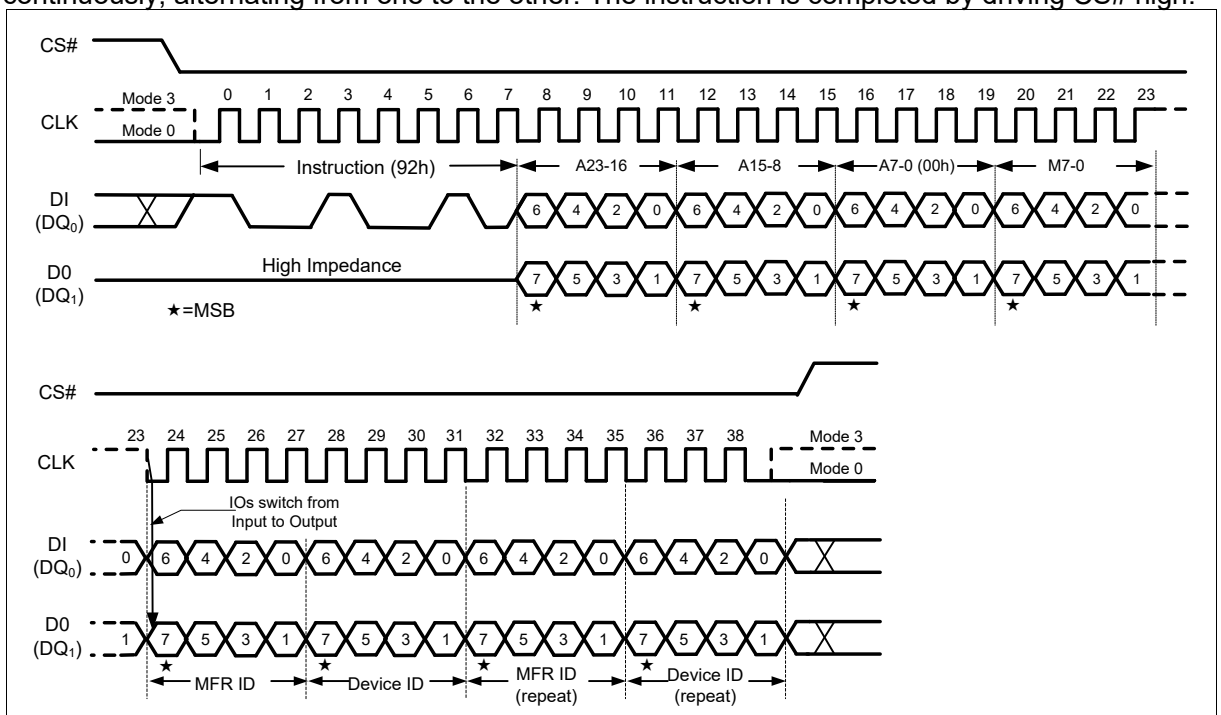 continuously, alternating from one to the other. The instruction is completed by driving CS# high.
CS#
Mode 3 0 1 2 3 4 5 6 7 8 9 10 11 12 13 14 15 16 17 18 19 20 21 22 23
CLK
Mode 0
Instruction (92h) A23-16 A15-8 A7-0 (00h) M7-0
DI
(DQ0)
6 4 2 0 6 4 2 0 6 4 2 0 6 4 2 0
D0
(DQ1)
High Impedance
7 5 3 1 7 5 3 1 7 5 3 1 7 5 3 1
★=MSB ★ ★ ★ ★
CS#
23 24 25 26 27 28 29 30 31 32 33 34 35 36 37 38 Mode 3
CLK
Mode 0
IOs switch from
Input to Output
DI
(DQ0)
0 6 4 2 0 6 4 2 0 6 4 2 0 6 4 2 0
D0
(DQ1)
1 7 5 3 1 7 5 3 1 7 5 3 1 7 5 3 1
★ ★ ★ ★
MFR ID Device ID MFR ID
(repeat)
Device ID
(repeat)